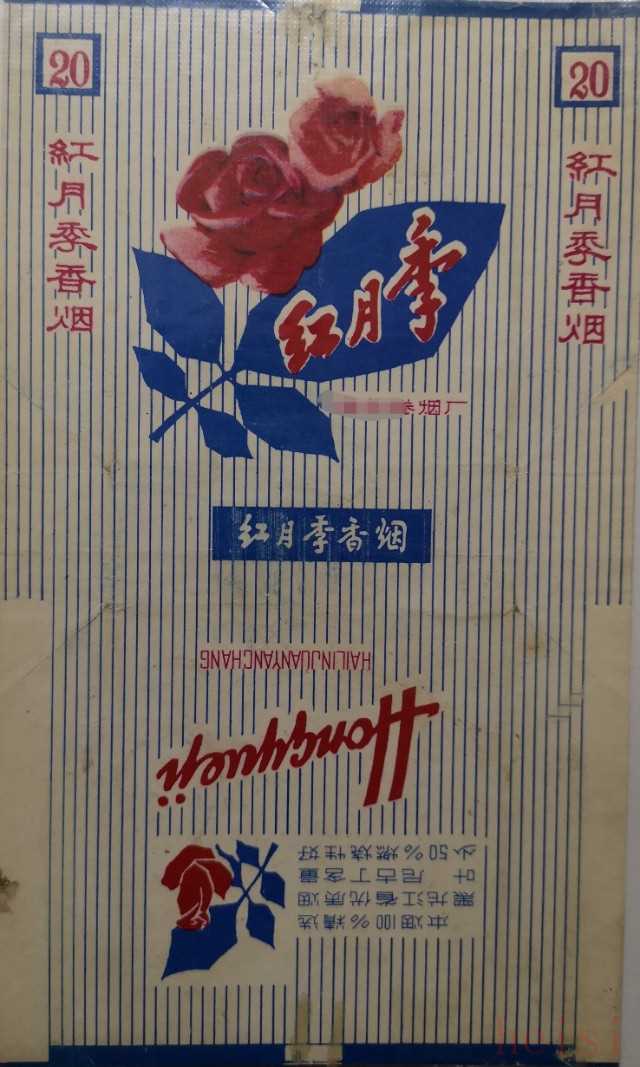 20
20
紅月季香烟
紅月季香烟
红月季
卷烟厂
红月季香烟
HAILINJUANYANCHANG
Hongyueji
本烟100%精选
黑龙江省优质烟
叶 尼古丁含量
少50%燃烧性好
heisi